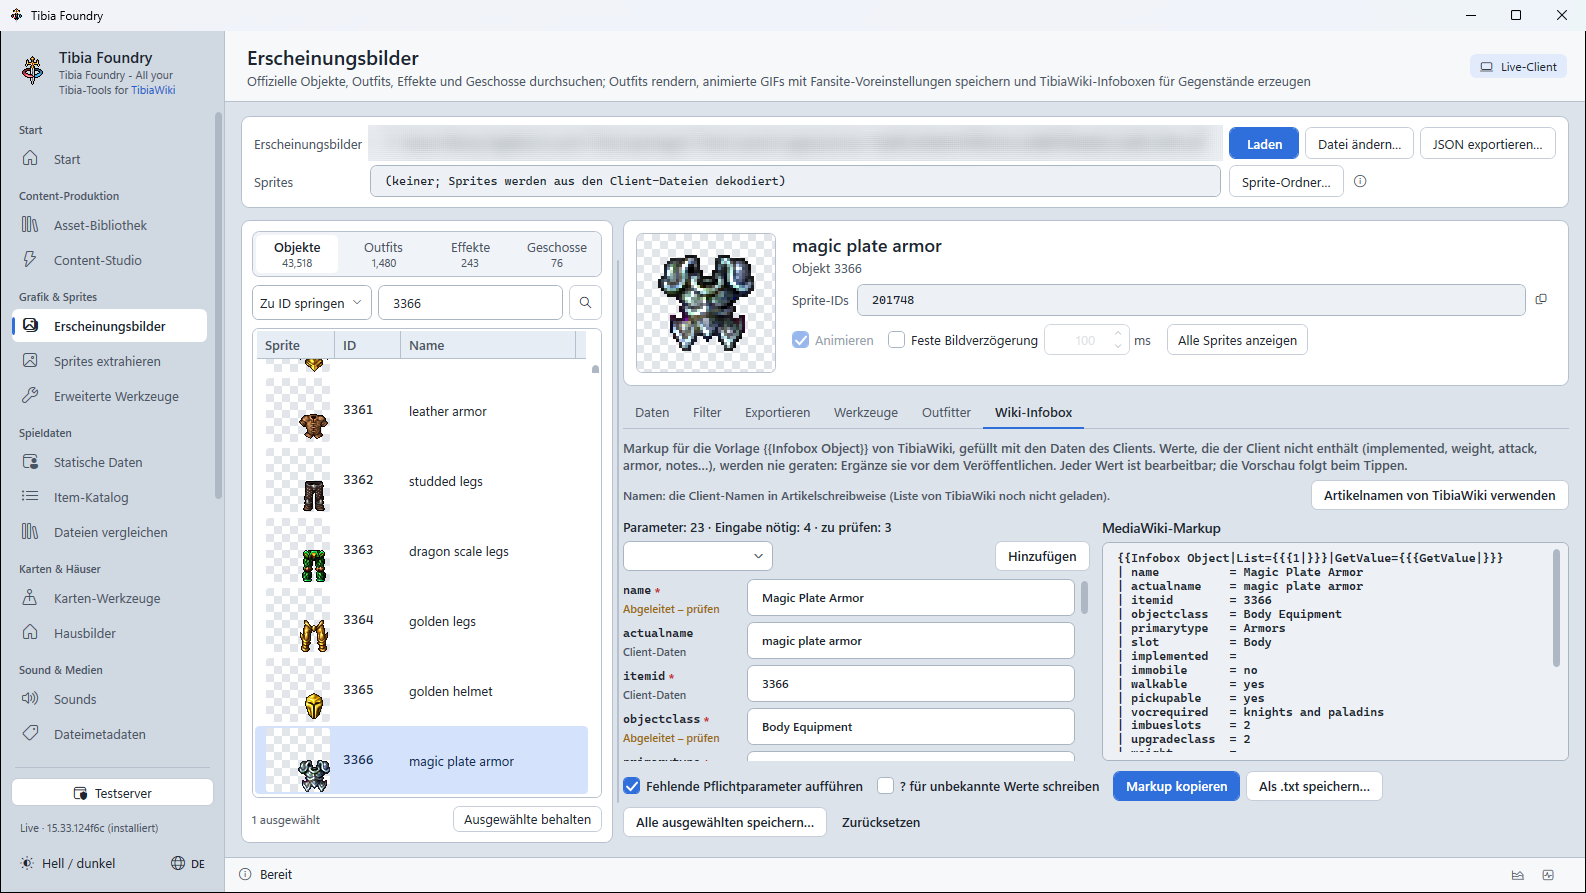 Tibia Foundry
Tibia Foundry
Tibia Foundry - All your
Tibia-Tools for TibiaWiki
Start
Start
Content-Produktion
Asset-Bibliothek
Content-Studio
Grafik & Sprites
Erscheinungsbilder
Sprites extrahieren
Erweiterte Werkzeuge
Spieldaten
Statische Daten
Item-Katalog
Dateien vergleichen
Karten & Häuser
Karten-Werkzeuge
Hausbilder
Sound & Medien
Sounds
Dateimetadaten
Testserver
Live · 15.33.124f6c (installiert)
Hell / dunkel
DE
Erscheinungsbilder
Offizielle Objekte, Outfits, Effekte und Geschosse durchsuchen; Outfits rendern, animierte GIFs mit Fansite-Voreinstellungen speichern und TibiaWiki-Infoboxen für Gegenstände erzeugen
Live-Client
Erscheinungsbilder
Laden
Datei ändern...
JSON exportieren...
Sprites
(keiner; Sprites werden aus den Client-Dateien dekodiert)
Sprite-Ordner...
Objekte
43,518
Outfits
1,480
Effekte
243
Geschosse
76
Zu ID springen
3366
Sprite ID Name
3361 leather armor
3362 studded legs
3363 dragon scale legs
3364 golden legs
3365 golden helmet
3366 magic plate armor
1 ausgewählt
Ausgewählte behalten
magic plate armor
Objekt 3366
Sprite-IDs 201748
Animieren
Feste Bildverzögerung
100 ms
Alle Sprites anzeigen
Daten Filter Exportieren Werkzeuge Outfitter Wiki-Infobox
Markup für die Vorlage {{Infobox Object}} von TibiaWiki, gefüllt mit den Daten des Clients. Werte, die der Client nicht enthält (implemented, weight, attack,
armor, notes...), werden nie geraten: Ergänze sie vor dem Veröffentlichen. Jeder Wert ist bearbeitbar; die Vorschau folgt beim Tippen.
Namen: die Client-Namen in Artikelschreibweise (Liste von TibiaWiki noch nicht geladen).
Artikelnamen von TibiaWiki verwenden
Parameter: 23 · Eingabe nötig: 4 · zu prüfen: 3
Hinzufügen
name *
Abgeleitet – prüfen
Magic Plate Armor
actualname
Client-Daten
magic plate armor
itemid *
Client-Daten
3366
objectclass *
Abgeleitet – prüfen
Body Equipment
MediaWiki-Markup
{{Infobox Object|List={{{1|}}}|GetValue={{{GetValue|}}}
| name = Magic Plate Armor
| actualname = magic plate armor
| itemid = 3366
| objectclass = Body Equipment
| primarytype = Armors
| slot = Body
| implemented =
| immobile = no
| walkable = yes
| pickupable = yes
| vocrequired = knights and paladins
| imbueslots = 2
| upgradeclass = 2
Fehlende Pflichtparameter aufführen
? für unbekannte Werte schreiben
Markup kopieren
Als .txt speichern...
Alle ausgewählten speichern...
Zurücksetzen
Bereit